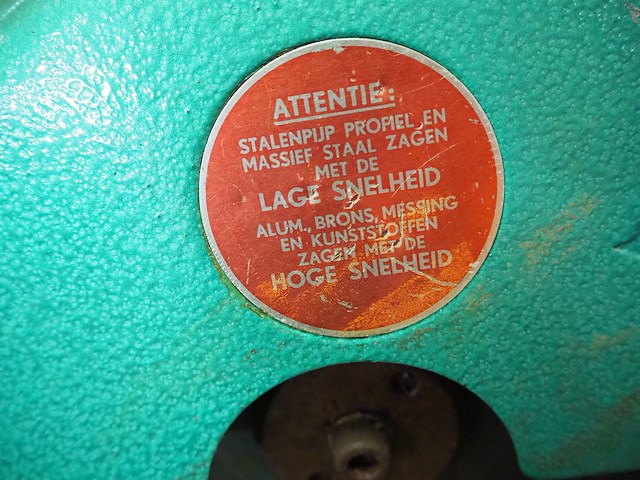 ATTENTIE:
STALENPIJP PROFIEL EN
MASSIEF STAAL ZAGEN
MET DE
LAGE SNELHEID
ALUM., BRONS, MESSING
EN KUNSTSTOFFEN
ZAGEN MET DE
HOGE SNELHEID